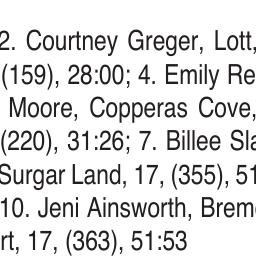 2. Courtney Greger, Lott,
(159), 28:00; 4. Emily Re
Moore, Copperas Cove,
(220), 31:26; 7. Billee Sla
Surgar Land, 17, (355), 51
10. Jeni Ainsworth, Breme
rt, 17, (363), 51:53